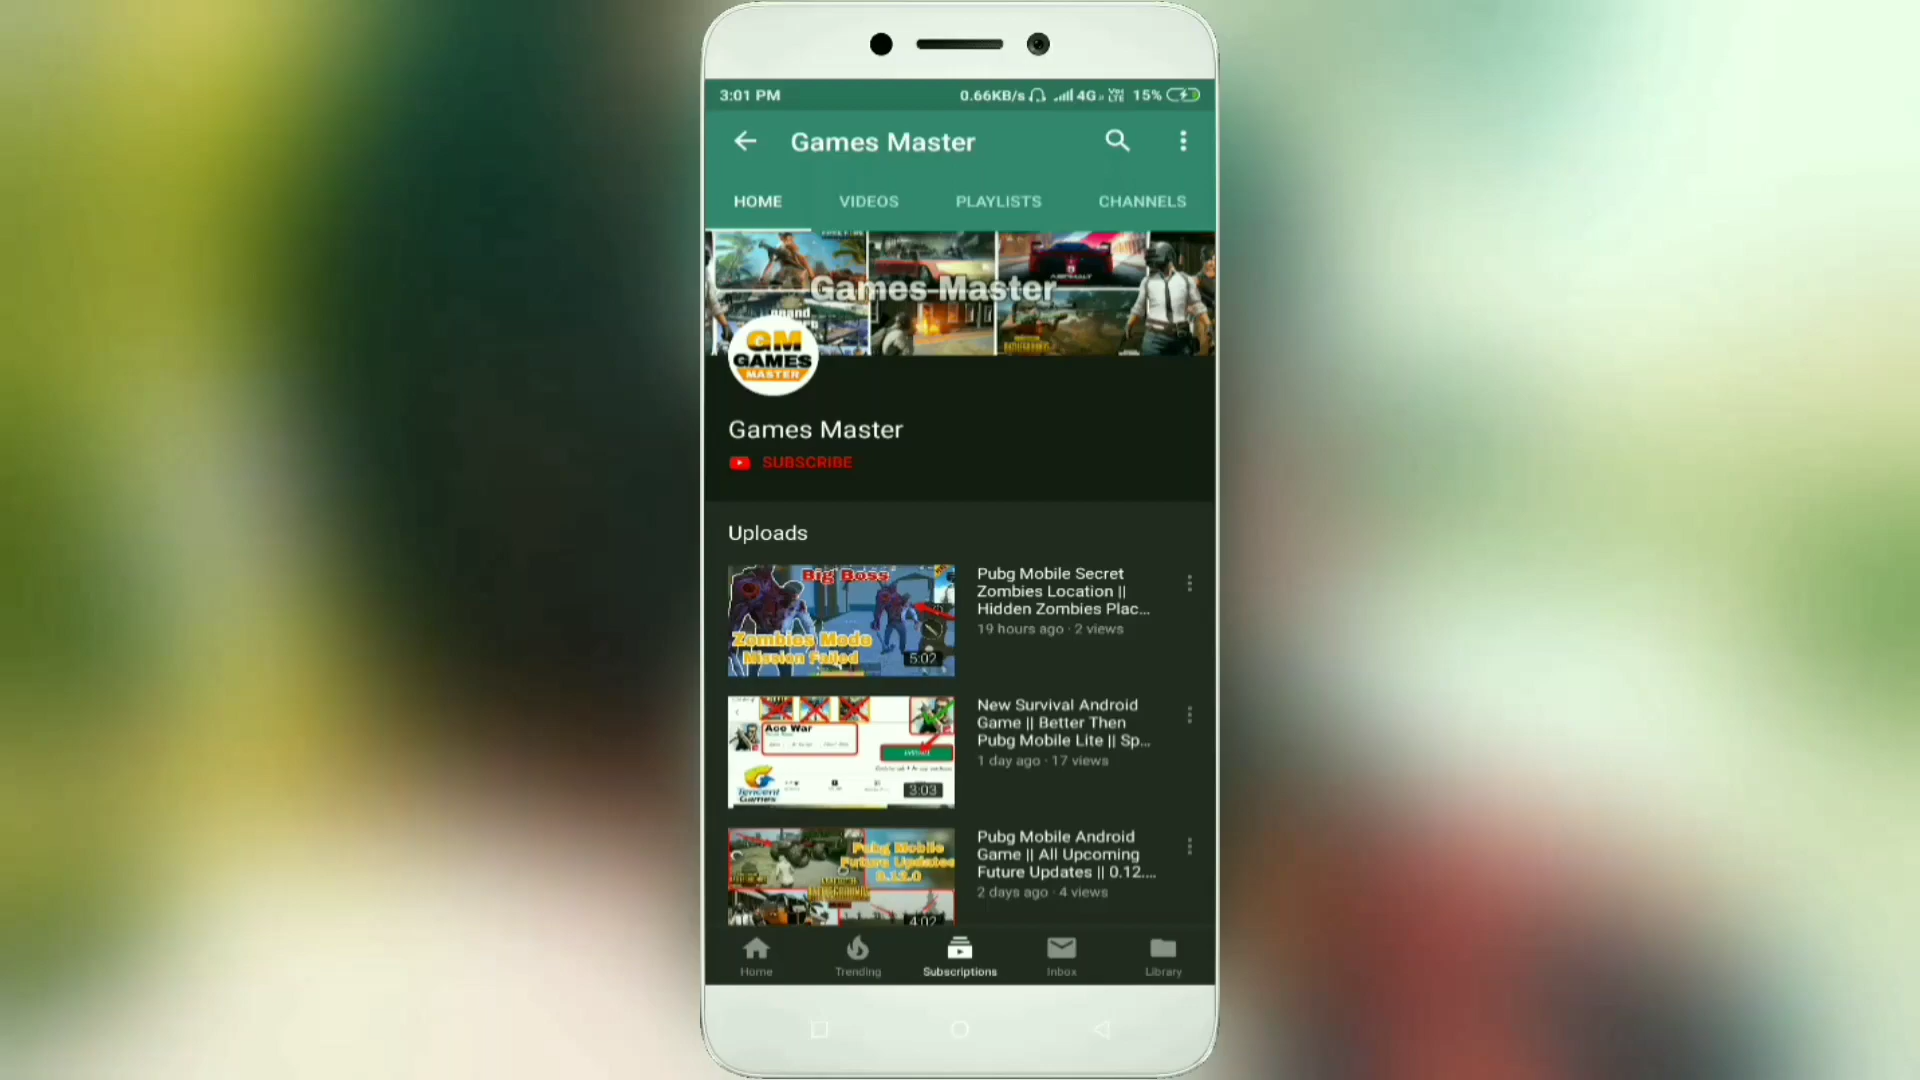 3:01 PM
0.66KB/s 4G VoLTE 15%
Games Master
HOME VIDEOS PLAYLISTS CHANNELS
Games Master
GM
GAMES
MASTER
Games Master
SUBSCRIBE
Uploads
Big Boss
Zombies Mode
Mission Failed
5:02
Pubg Mobile Secret
Zombies Location ||
Hidden Zombies Plac...
19 hours ago · 2 views
Ace War
Tencent
Games
3:03
New Survival Android
Game || Better Then
Pubg Mobile Lite || Sp...
1 day ago · 17 views
Pubg Mobile
Future Updates
0.12.0
4:02
Pubg Mobile Android
Game || All Upcoming
Future Updates || 0.12....
2 days ago · 4 views
Home Trending Subscriptions Inbox Library